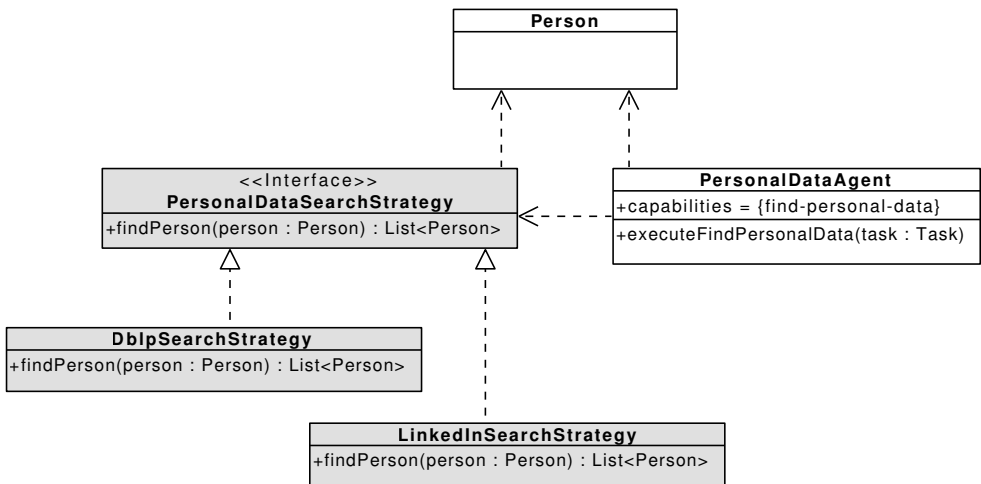 Person
<<Interface>>
PersonalDataSearchStrategy
+findPerson(person : Person) : List<Person>
PersonalDataAgent
+capabilities = {find-personal-data}
+executeFindPersonalData(task : Task)
DblpSearchStrategy
+findPerson(person : Person) : List<Person>
LinkedInSearchStrategy
+findPerson(person : Person) : List<Person>